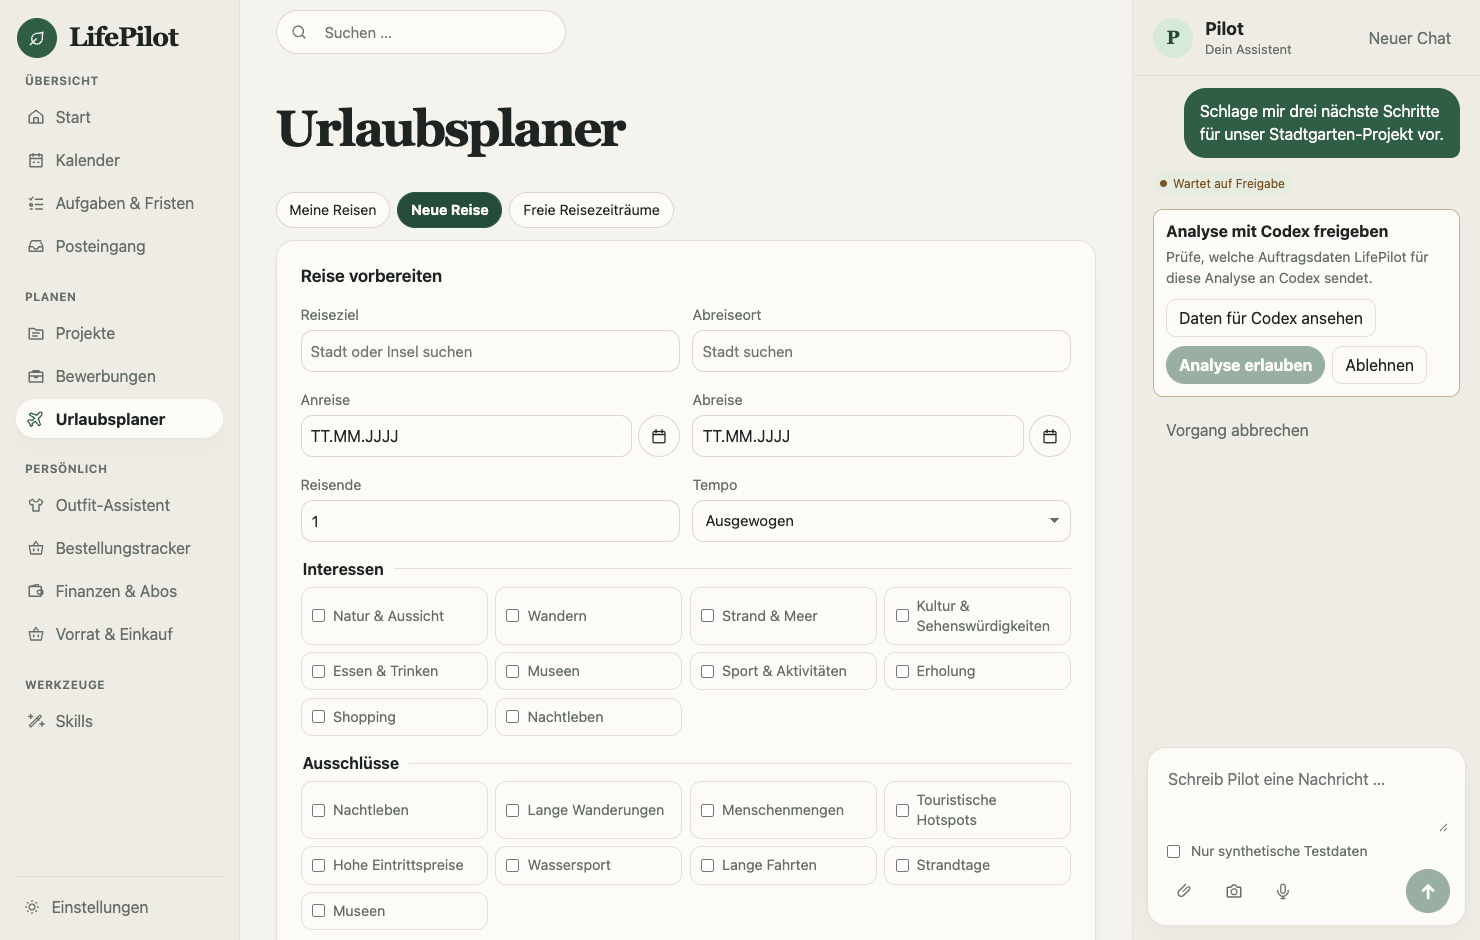 LifePilot
ÜBERSICHT
Start
Kalender
Aufgaben & Fristen
Posteingang
PLANEN
Projekte
Bewerbungen
Urlaubsplaner
PERSÖNLICH
Outfit-Assistent
Bestellungstracker
Finanzen & Abos
Vorrat & Einkauf
WERKZEUGE
Skills
Einstellungen
Suchen ...
Urlaubsplaner
Meine Reisen
Neue Reise
Freie Reisezeiträume
Reise vorbereiten
Reiseziel
Abreiseort
Stadt oder Insel suchen
Stadt suchen
Anreise
Abreise
TT.MM.JJJJ
TT.MM.JJJJ
Reisende
Tempo
1
Ausgewogen
Interessen
Natur & Aussicht
Wandern
Strand & Meer
Kultur &
Sehenswürdigkeiten
Essen & Trinken
Museen
Sport & Aktivitäten
Erholung
Shopping
Nachtleben
Ausschlüsse
Nachtleben
Lange Wanderungen
Menschenmengen
Touristische
Hotspots
Hohe Eintrittspreise
Wassersport
Lange Fahrten
Strandtage
Museen
P
Pilot
Dein Assistent
Neuer Chat
Schlage mir drei nächste Schritte
für unser Stadtgarten-Projekt vor.
Wartet auf Freigabe
Analyse mit Codex freigeben
Prüfe, welche Auftragsdaten LifePilot für
diese Analyse an Codex sendet.
Daten für Codex ansehen
Analyse erlauben
Ablehnen
Vorgang abbrechen
Schreib Pilot eine Nachricht ...
Nur synthetische Testdaten